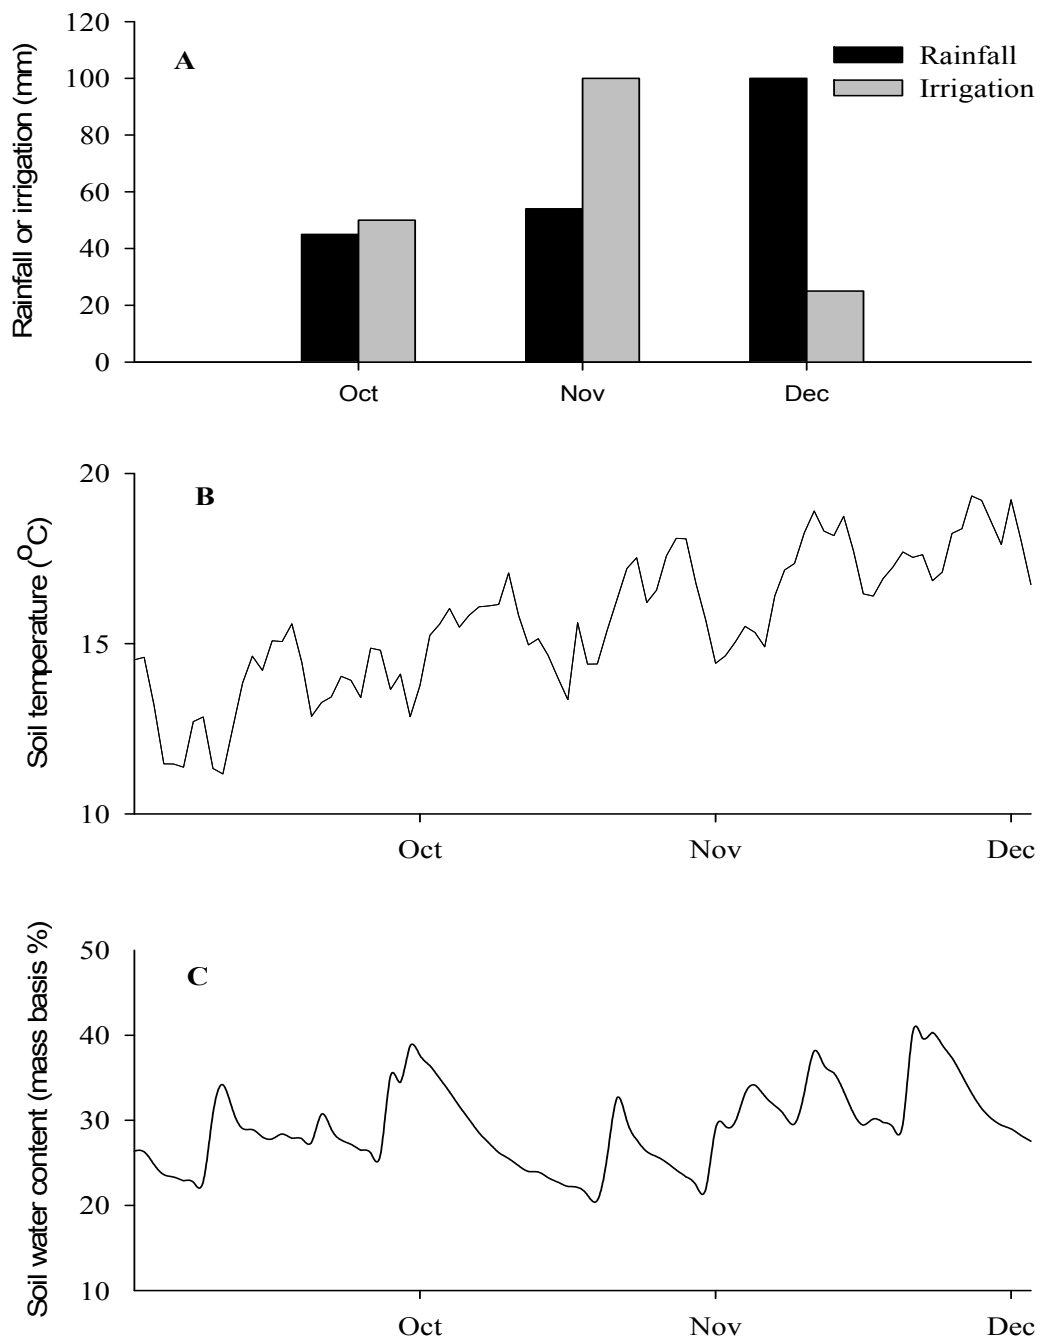 A
Rainfall
Irrigation
Rainfall or irrigation (mm)
120
100
80
60
40
20
0
Oct Nov Dec
B
Soil temperature (°C)
20
15
10
Oct Nov Dec
C
Soil water content (mass basis %)
50
40
30
20
10
Oct Nov Dec